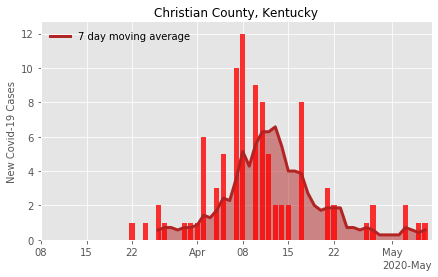 Christian County, Kentucky
7 day moving average
New Covid-19 Cases
12
10
8
6
4
2
0
08 15 22 Apr 08 15 22 May
2020-May